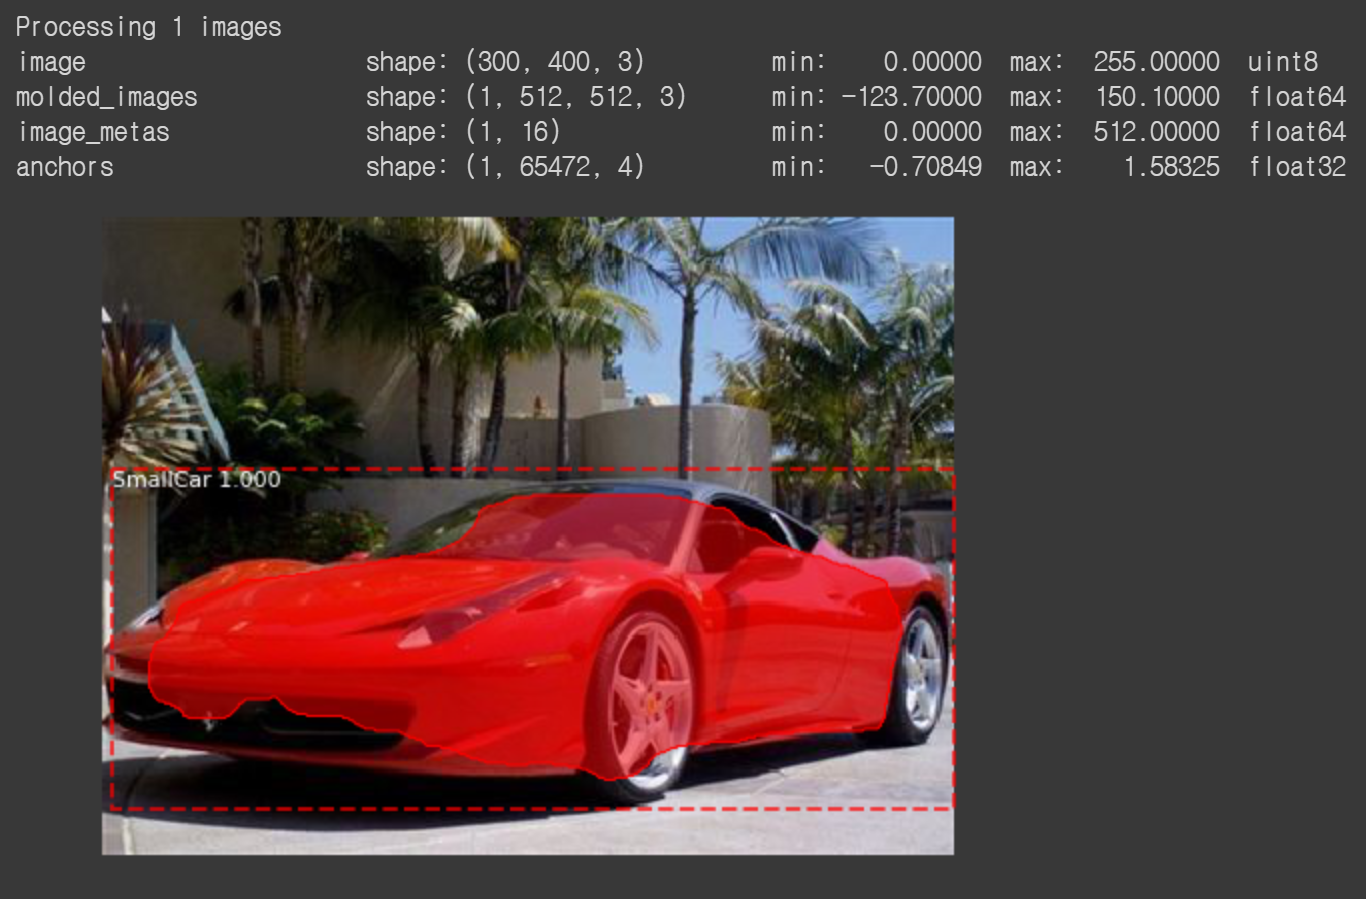 Processing 1 images
image shape: (300, 400, 3) min: 0.00000 max: 255.00000 uint8
molded_images shape: (1, 512, 512, 3) min: -123.70000 max: 150.10000 float64
image_metas shape: (1, 16) min: 0.00000 max: 512.00000 float64
anchors shape: (1, 65472, 4) min: -0.70849 max: 1.58325 float32
SmallCar 1.000